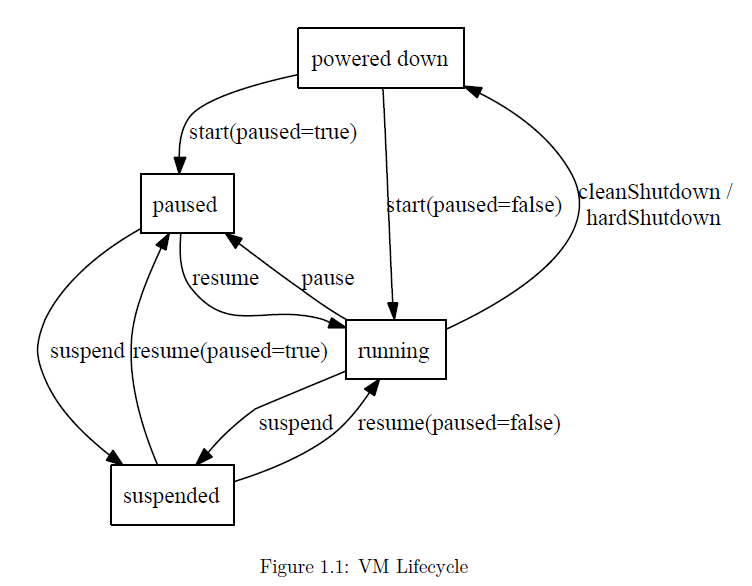 powered down
start(paused=true)
cleanShutdown /
hardShutdown
paused
start(paused=false)
resume
pause
suspend
resume(paused=true)
running
suspend
resume(paused=false)
suspended
Figure 1.1: VM Lifecycle